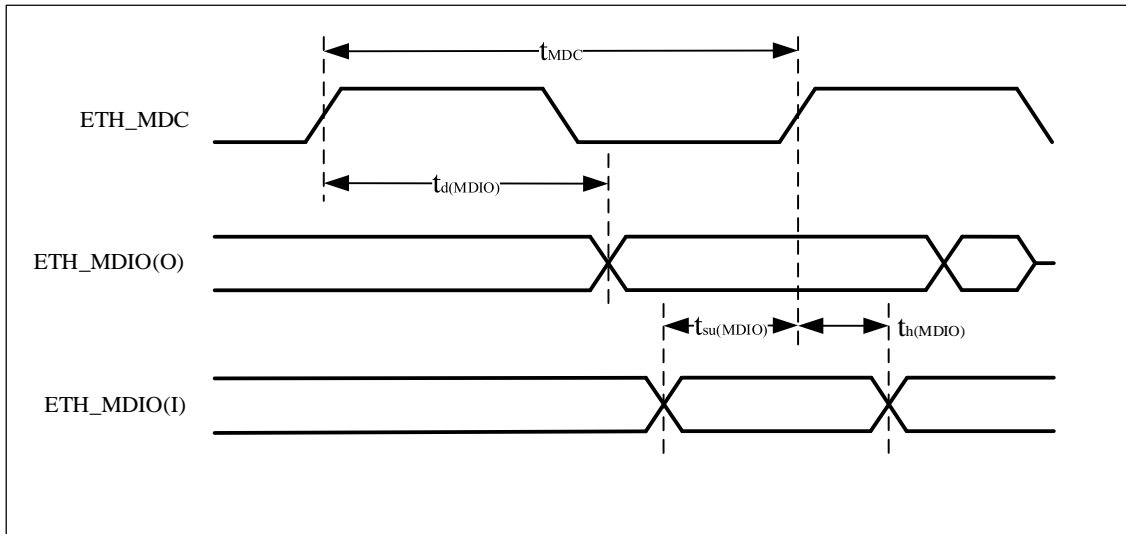 tMDC
ETH_MDC
td(MDIO)
ETH_MDIO(O)
tsu(MDIO)
th(MDIO)
ETH_MDIO(I)